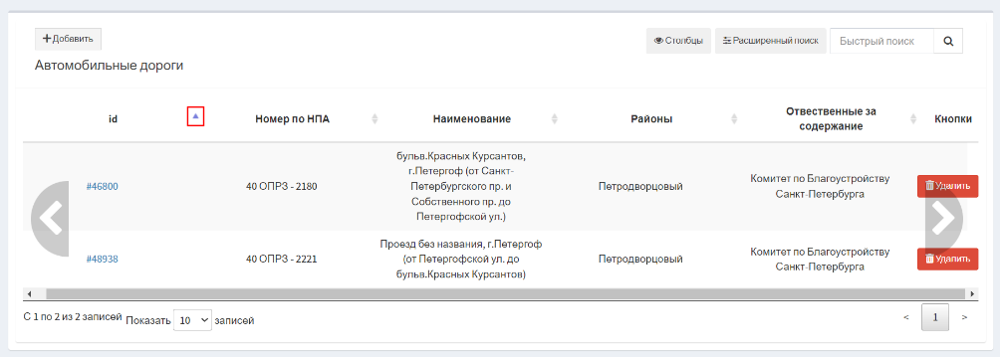 Добавить
Столбцы
Расширенный поиск
Быстрый поиск
Автомобильные дороги
id
Номер по НПА
Наименование
Районы
Отвественные за
содержание
Кнопки
#46800
40 ОПРЗ - 2180
бульв.Красных Курсантов,
г.Петергоф (от Санкт-
Петербургского пр. и
Собственного пр. до
Петергофской ул.)
Петродворцовый
Комитет по Благоустройству
Санкт-Петербурга
Удалить
#48938
40 ОПРЗ - 2221
Проезд без названия, г.Петергоф
(от Петергофской ул. до
бульв.Красных Курсантов)
Петродворцовый
Комитет по Благоустройству
Санкт-Петербурга
Удалить
С 1 по 2 из 2 записей
Показать 10 записей
< 1 >